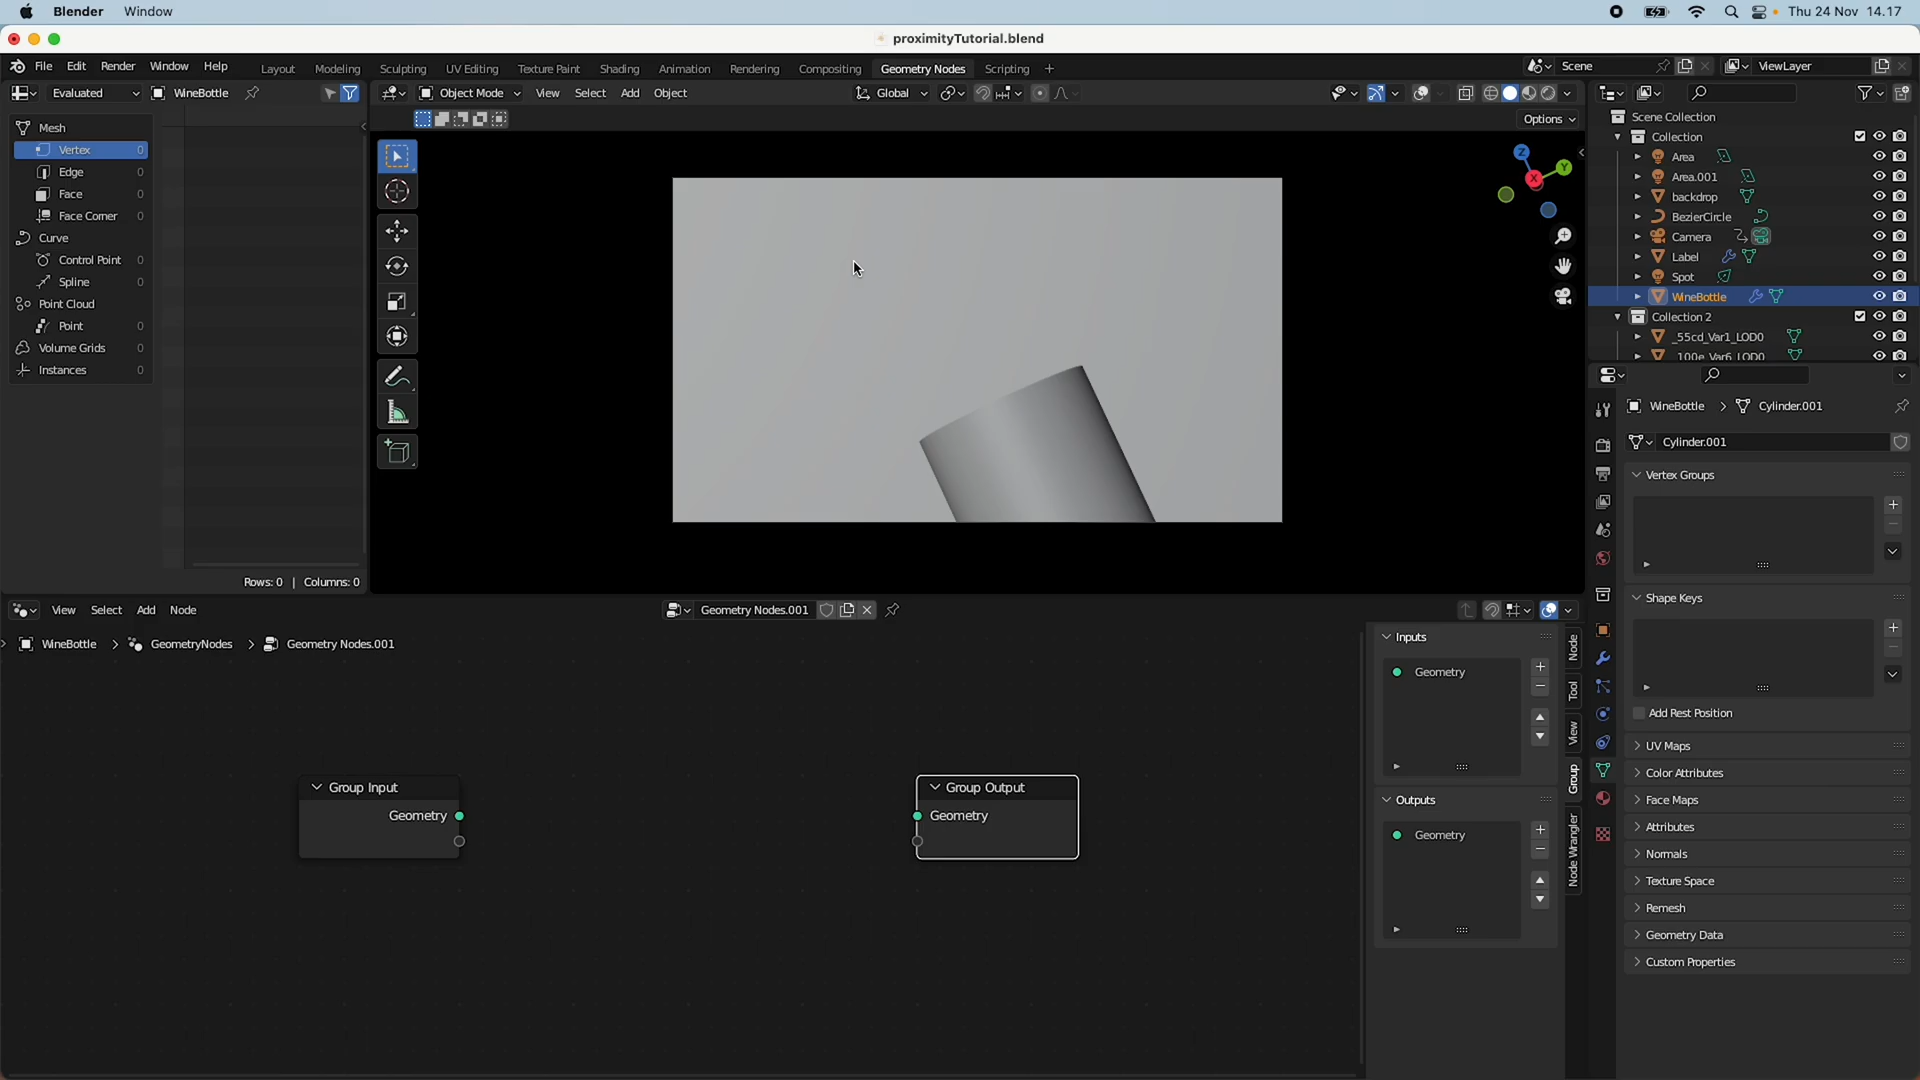 Blender Window Thu 24 Nov 14.17
proximityTutorial.blend
File Edit Render Window Help Layout Modeling Sculpting UV Editing Texture Paint Shading Animation Rendering Compositing Geometry Nodes Scripting + Scene ViewLayer
Evaluated WineBottle Object Mode View Select Add Object Global
Options
Mesh
Vertex 0
Edge 0
Face 0
Face Corner 0
Curve
Control Point 0
Spline 0
Point Cloud
Point 0
Volume Grids 0
Instances 0
Rows: 0 | Columns: 0
Z
Y
X
Scene Collection
Collection
Area
Area.001
backdrop
BezierCircle
Camera
Label
Spot
WineBottle
Collection 2
_55cd_Var1_LOD0
_100e_Var6_LOD0
WineBottle > Cylinder.001
Cylinder.001
Vertex Groups
Shape Keys
Add Rest Position
UV Maps
Color Attributes
Face Maps
Attributes
Normals
Texture Space
Remesh
Geometry Data
Custom Properties
View Select Add Node Geometry Nodes.001
WineBottle > GeometryNodes > Geometry Nodes.001
Group Input
Geometry
Group Output
Geometry
Inputs
Geometry
Outputs
Geometry
Node
Tool
View
Group
Node Wrangler